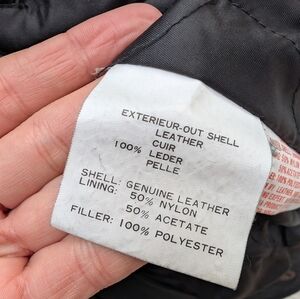 EXTERIEUR-OUT SHELL
LEATHER
CUIR
100% LEDER
PELLE
SHELL: GENUINE LEATHER
LINING: 50% NYLON
50% ACETATE
FILLER: 100% POLYESTER